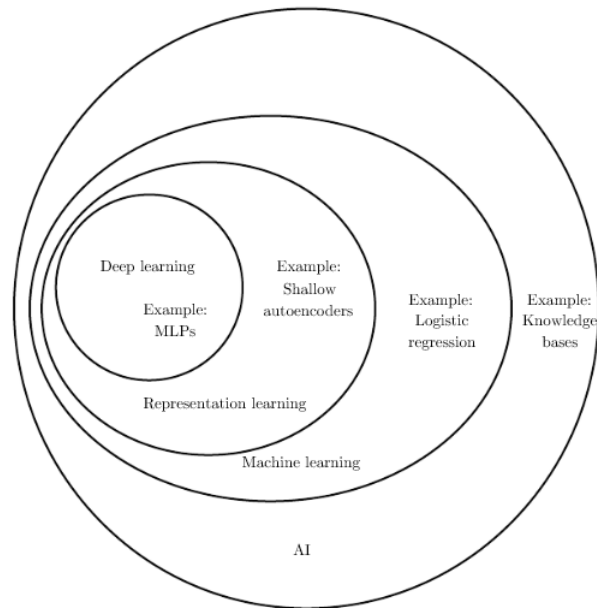 Deep learning
Example:
MLPs
Example:
Shallow
autoencoders
Example:
Logistic
regression
Example:
Knowledge
bases
Representation learning
Machine learning
AI